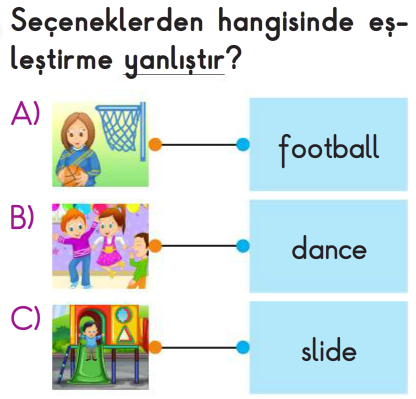 Seçeneklerden hangisinde eş-
leştirme yanlıştır?
A)
football
B)
dance
C)
slide